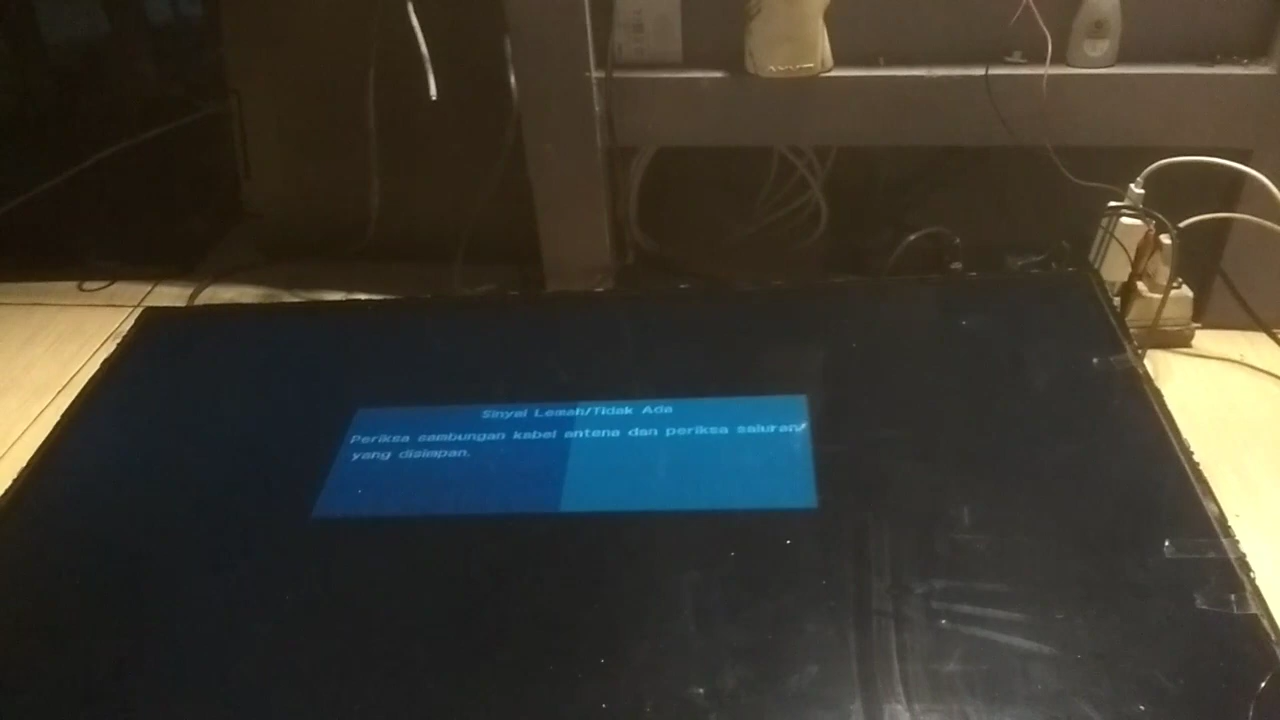 Sinyal Lemah/Tidak Ada
Periksa sambungan kabel antena dan periksa saluran/
yang disimpan.